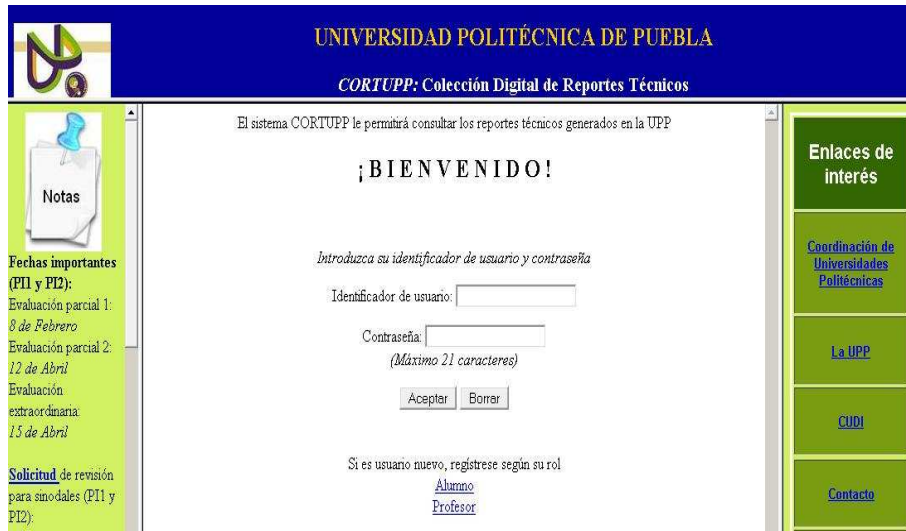 UNIVERSIDAD POLITÉCNICA DE PUEBLA
CORTUPP: Colección Digital de Reportes Técnicos
Notas
Fechas importantes
(PI1 y PI2):
Evaluación parcial 1:
8 de Febrero
Evaluación parcial 2:
12 de Abril
Evaluación
extraordinaria:
15 de Abril
Solicitud de revisión
para sinodales (PI1 y
PI2):
El sistema CORTUPP le permitirá consultar los reportes técnicos generados en la UPP
¡BIENVENIDO!
Introduzca su identificador de usuario y contraseña
Identificador de usuario:
Contraseña:
(Máximo 21 caracteres)
Aceptar Borrar
Si es usuario nuevo, regístrese según su rol
Alumno
Profesor
Enlaces de
interés
Coordinación de
Universidades
Politécnicas
La UPP
CUDI
Contacto